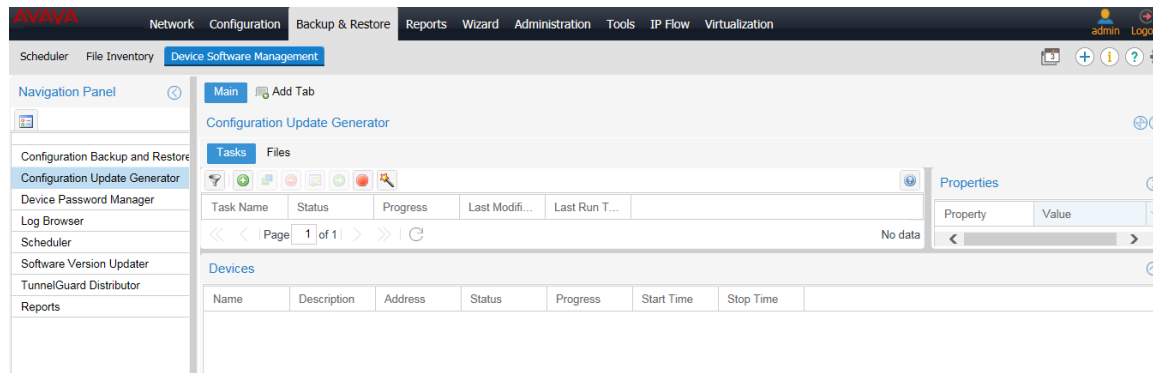 AVAYA
Network Configuration Backup & Restore Reports Wizard Administration Tools IP Flow Virtualization
admin
Scheduler File Inventory Device Software Management
3
Navigation Panel
Main Add Tab
Configuration Update Generator
Configuration Backup and Restore
Configuration Update Generator
Device Password Manager
Log Browser
Scheduler
Software Version Updater
TunnelGuard Distributor
Reports
Tasks Files
Task Name Status Progress Last Modifi... Last Run T...
Page 1 of 1
No data
Properties
Property Value
Devices
Name Description Address Status Progress Start Time Stop Time